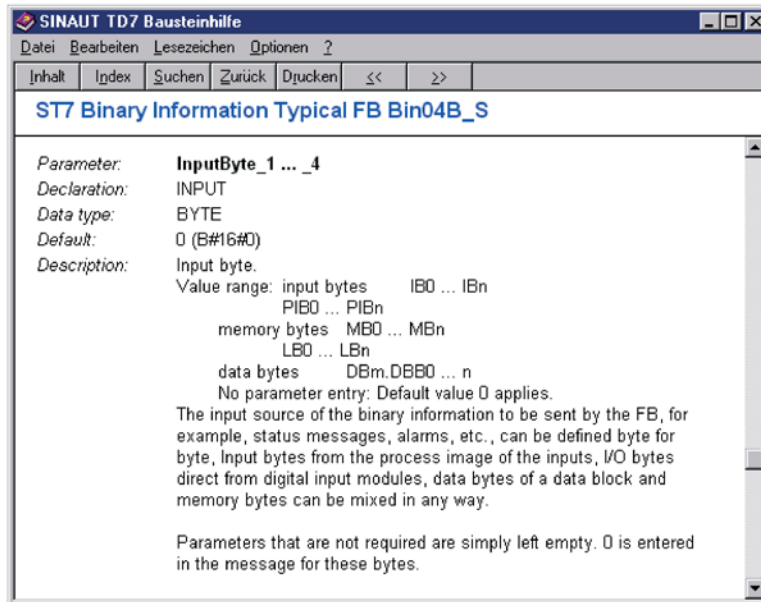 SINAUT TD7 Bausteinhilfe
Datei Bearbeiten Lesezeichen Optionen ?
Inhalt Index Suchen Zurück Drucken << >>
ST7 Binary Information Typical FB Bin04B_S
Parameter: InputByte_1 ... _4
Declaration: INPUT
Data type: BYTE
Default: 0 (B#16#0)
Description: Input byte.
Value range: input bytes IB0 ... IBn
PIB0 ... PIBn
memory bytes MB0 ... MBn
LB0 ... LBn
data bytes DBm.DBB0 ... n
No parameter entry: Default value 0 applies.
The input source of the binary information to be sent by the FB, for
example, status messages, alarms, etc., can be defined byte for
byte, Input bytes from the process image of the inputs, I/O bytes
direct from digital input modules, data bytes of a data block and
memory bytes can be mixed in any way.
Parameters that are not required are simply left empty. 0 is entered
in the message for these bytes.